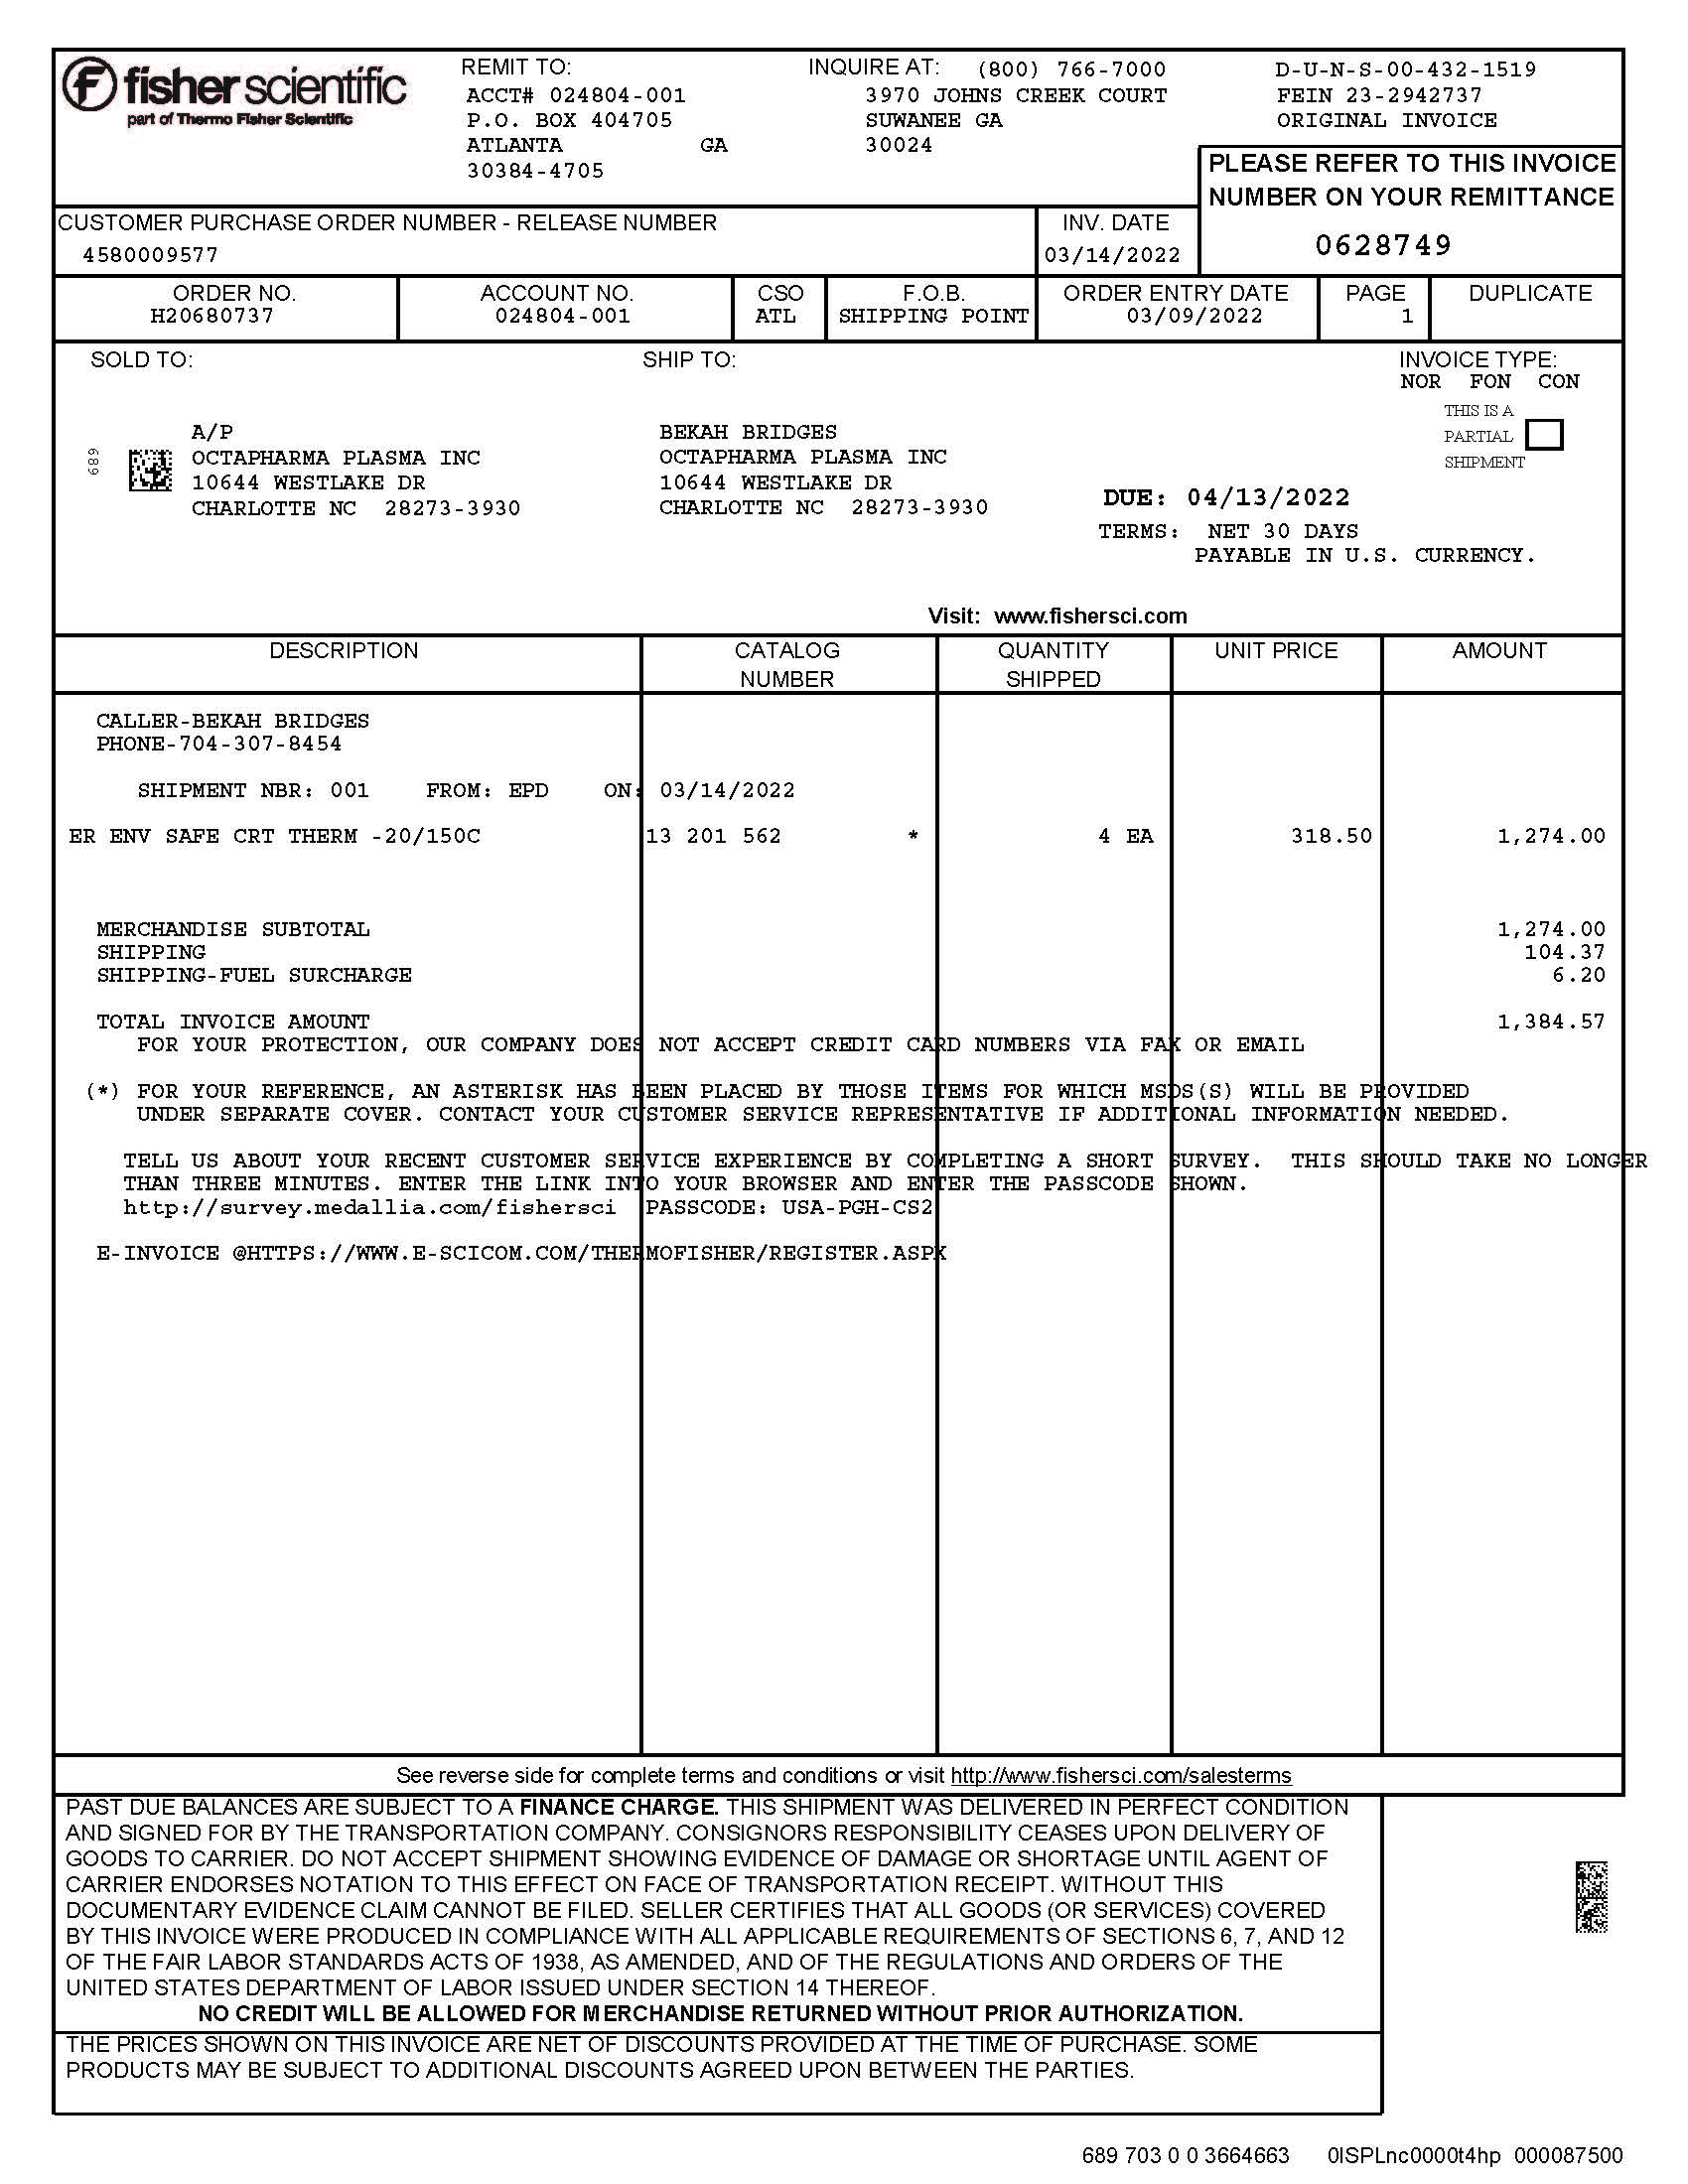 fisher scientific
part of Thermo Fisher Scientific
REMIT TO:
ACCT# 024804-001
P.O. BOX 404705
ATLANTA GA
30384-4705
INQUIRE AT: (800) 766-7000
3970 JOHNS CREEK COURT
SUWANEE GA
30024
D-U-N-S-00-432-1519
FEIN 23-2942737
ORIGINAL INVOICE
PLEASE REFER TO THIS INVOICE
NUMBER ON YOUR REMITTANCE
0628749
CUSTOMER PURCHASE ORDER NUMBER - RELEASE NUMBER
4580009577
INV. DATE
03/14/2022
ORDER NO.
H20680737
ACCOUNT NO.
024804-001
CSO
ATL
F.O.B.
SHIPPING POINT
ORDER ENTRY DATE
03/09/2022
PAGE
1
DUPLICATE
SOLD TO:
689
A/P
OCTAPHARMA PLASMA INC
10644 WESTLAKE DR
CHARLOTTE NC 28273-3930
SHIP TO:
BEKAH BRIDGES
OCTAPHARMA PLASMA INC
10644 WESTLAKE DR
CHARLOTTE NC 28273-3930
INVOICE TYPE:
NOR FON CON
THIS IS A
PARTIAL
SHIPMENT
DUE: 04/13/2022
TERMS: NET 30 DAYS
PAYABLE IN U.S. CURRENCY.
Visit: www.fishersci.com
DESCRIPTION
CATALOG
NUMBER
QUANTITY
SHIPPED
UNIT PRICE
AMOUNT
CALLER-BEKAH BRIDGES
PHONE-704-307-8454
SHIPMENT NBR: 001 FROM: EPD ON: 03/14/2022
ER ENV SAFE CRT THERM -20/150C 13 201 562 * 4 EA 318.50 1,274.00
MERCHANDISE SUBTOTAL 1,274.00
SHIPPING 104.37
SHIPPING-FUEL SURCHARGE 6.20
TOTAL INVOICE AMOUNT 1,384.57
FOR YOUR PROTECTION, OUR COMPANY DOES NOT ACCEPT CREDIT CARD NUMBERS VIA FAX OR EMAIL
(*) FOR YOUR REFERENCE, AN ASTERISK HAS BEEN PLACED BY THOSE ITEMS FOR WHICH MSDS(S) WILL BE PROVIDED
UNDER SEPARATE COVER. CONTACT YOUR CUSTOMER SERVICE REPRESENTATIVE IF ADDITIONAL INFORMATION NEEDED.
TELL US ABOUT YOUR RECENT CUSTOMER SERVICE EXPERIENCE BY COMPLETING A SHORT SURVEY. THIS SHOULD TAKE NO LONGER
THAN THREE MINUTES. ENTER THE LINK INTO YOUR BROWSER AND ENTER THE PASSCODE SHOWN.
http://survey.medallia.com/fishersci PASSCODE: USA-PGH-CS2
E-INVOICE @HTTPS://WWW.E-SCICOM.COM/THERMOFISHER/REGISTER.ASPX
See reverse side for complete terms and conditions or visit http://www.fishersci.com/salesterms
PAST DUE BALANCES ARE SUBJECT TO A FINANCE CHARGE. THIS SHIPMENT WAS DELIVERED IN PERFECT CONDITION
AND SIGNED FOR BY THE TRANSPORTATION COMPANY. CONSIGNORS RESPONSIBILITY CEASES UPON DELIVERY OF
GOODS TO CARRIER. DO NOT ACCEPT SHIPMENT SHOWING EVIDENCE OF DAMAGE OR SHORTAGE UNTIL AGENT OF
CARRIER ENDORSES NOTATION TO THIS EFFECT ON FACE OF TRANSPORTATION RECEIPT. WITHOUT THIS
DOCUMENTARY EVIDENCE CLAIM CANNOT BE FILED. SELLER CERTIFIES THAT ALL GOODS (OR SERVICES) COVERED
BY THIS INVOICE WERE PRODUCED IN COMPLIANCE WITH ALL APPLICABLE REQUIREMENTS OF SECTIONS 6, 7, AND 12
OF THE FAIR LABOR STANDARDS ACTS OF 1938, AS AMENDED, AND OF THE REGULATIONS AND ORDERS OF THE
UNITED STATES DEPARTMENT OF LABOR ISSUED UNDER SECTION 14 THEREOF.
NO CREDIT WILL BE ALLOWED FOR MERCHANDISE RETURNED WITHOUT PRIOR AUTHORIZATION.
THE PRICES SHOWN ON THIS INVOICE ARE NET OF DISCOUNTS PROVIDED AT THE TIME OF PURCHASE. SOME
PRODUCTS MAY BE SUBJECT TO ADDITIONAL DISCOUNTS AGREED UPON BETWEEN THE PARTIES.
689 703 0 0 3664663 0ISPLnc0000t4hp 000087500